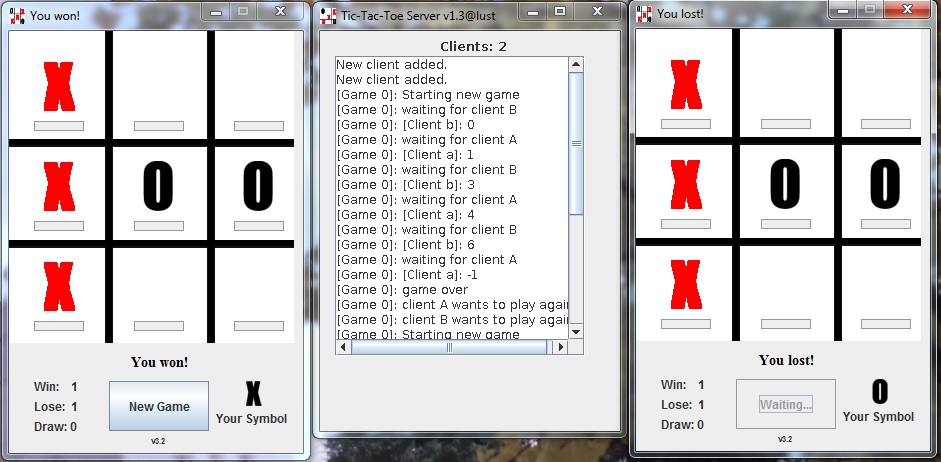 You won!
X
X O O
X
You won!
Win: 1
Lose: 1
Draw: 0
New Game
X
Your Symbol
v3.2
Tic-Tac-Toe Server v1.3@lust
Clients: 2
New client added.
New client added.
[Game 0]: Starting new game
[Game 0]: waiting for client B
[Game 0]: [Client b]: 0
[Game 0]: waiting for client A
[Game 0]: [Client a]: 1
[Game 0]: waiting for client B
[Game 0]: [Client b]: 3
[Game 0]: waiting for client A
[Game 0]: [Client a]: 4
[Game 0]: waiting for client B
[Game 0]: [Client b]: 6
[Game 0]: waiting for client A
[Game 0]: [Client a]: -1
[Game 0]: game over
[Game 0]: client A wants to play agai
[Game 0]: client B wants to play agai
[Game 0]: Starting new game
You lost!
X
X O O
X
You lost!
Win: 1
Lose: 1
Draw: 0
Waiting...
O
Your Symbol
v3.2